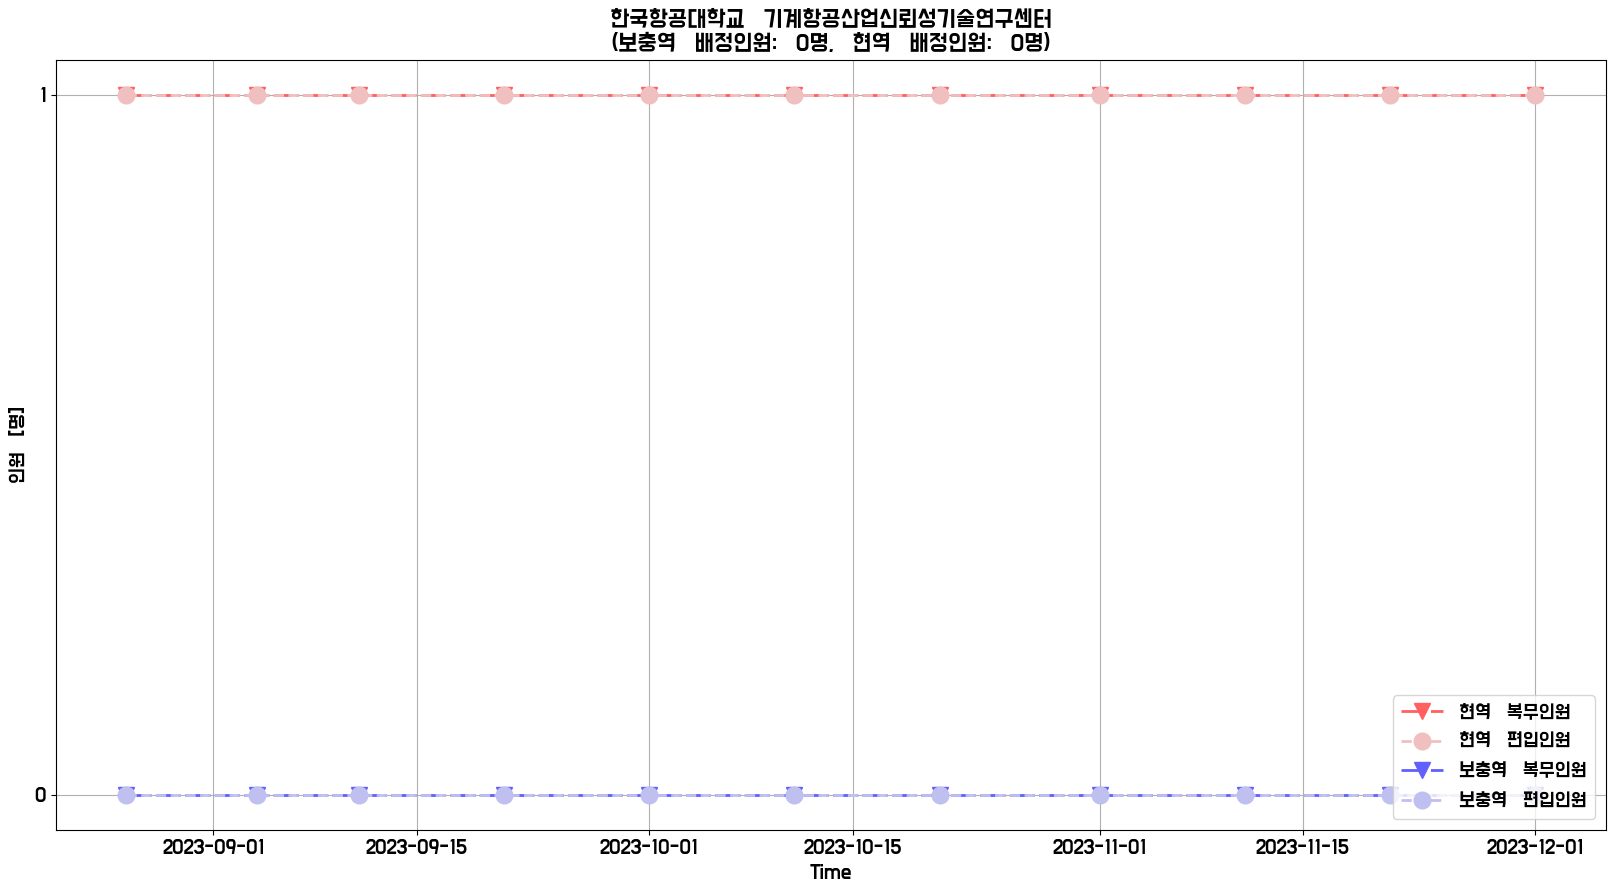 한국항공대학교 기계항공산업신뢰성기술연구센터
(보충역 배정인원: 0명, 현역 배정인원: 0명)
1
인원 [명]
0
현역 복무인원
현역 편입인원
보충역 복무인원
보충역 편입인원
2023-09-01 2023-09-15 2023-10-01 2023-10-15 2023-11-01 2023-11-15 2023-12-01
Time